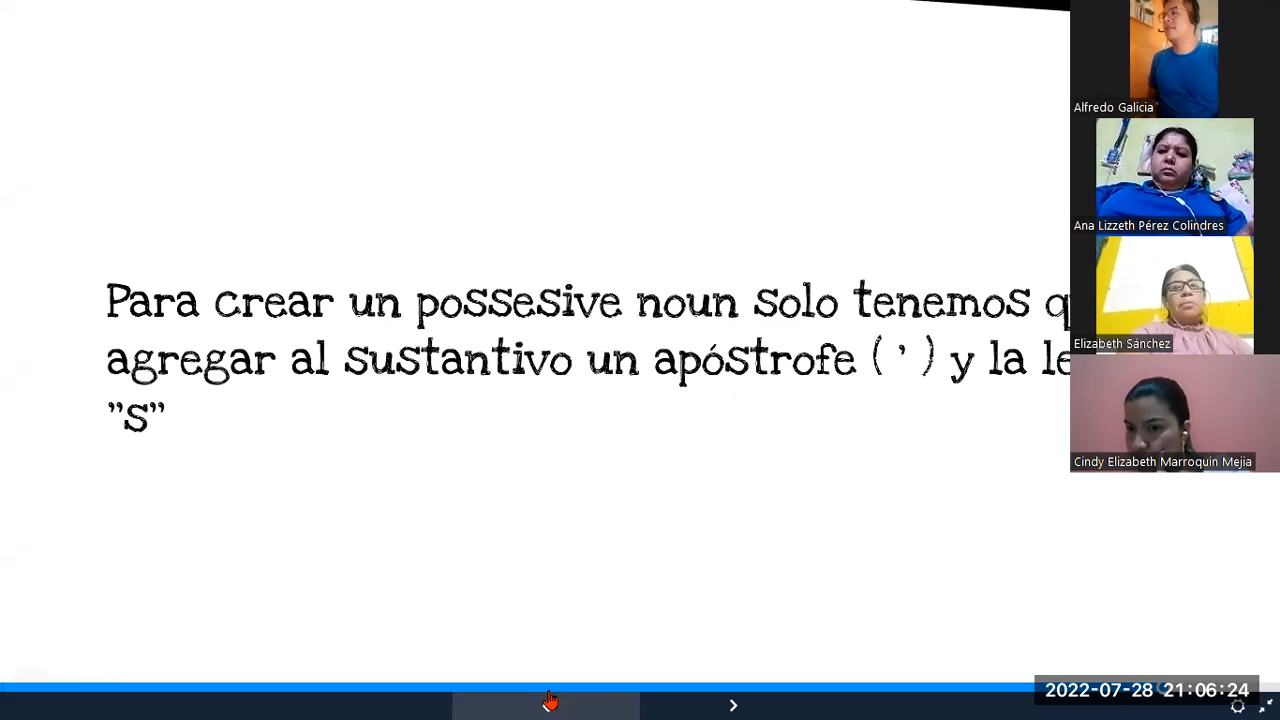 Para crear un possesive noun solo tenemos
agregar al sustantivo un apóstrofe ( ' ) y la
"s"
Alfredo Galicia
Ana Lizzeth Pérez Colindres
Elizabeth Sánchez
Cindy Elizabeth Marroquin Mejia
2022-07-28 21:06:24